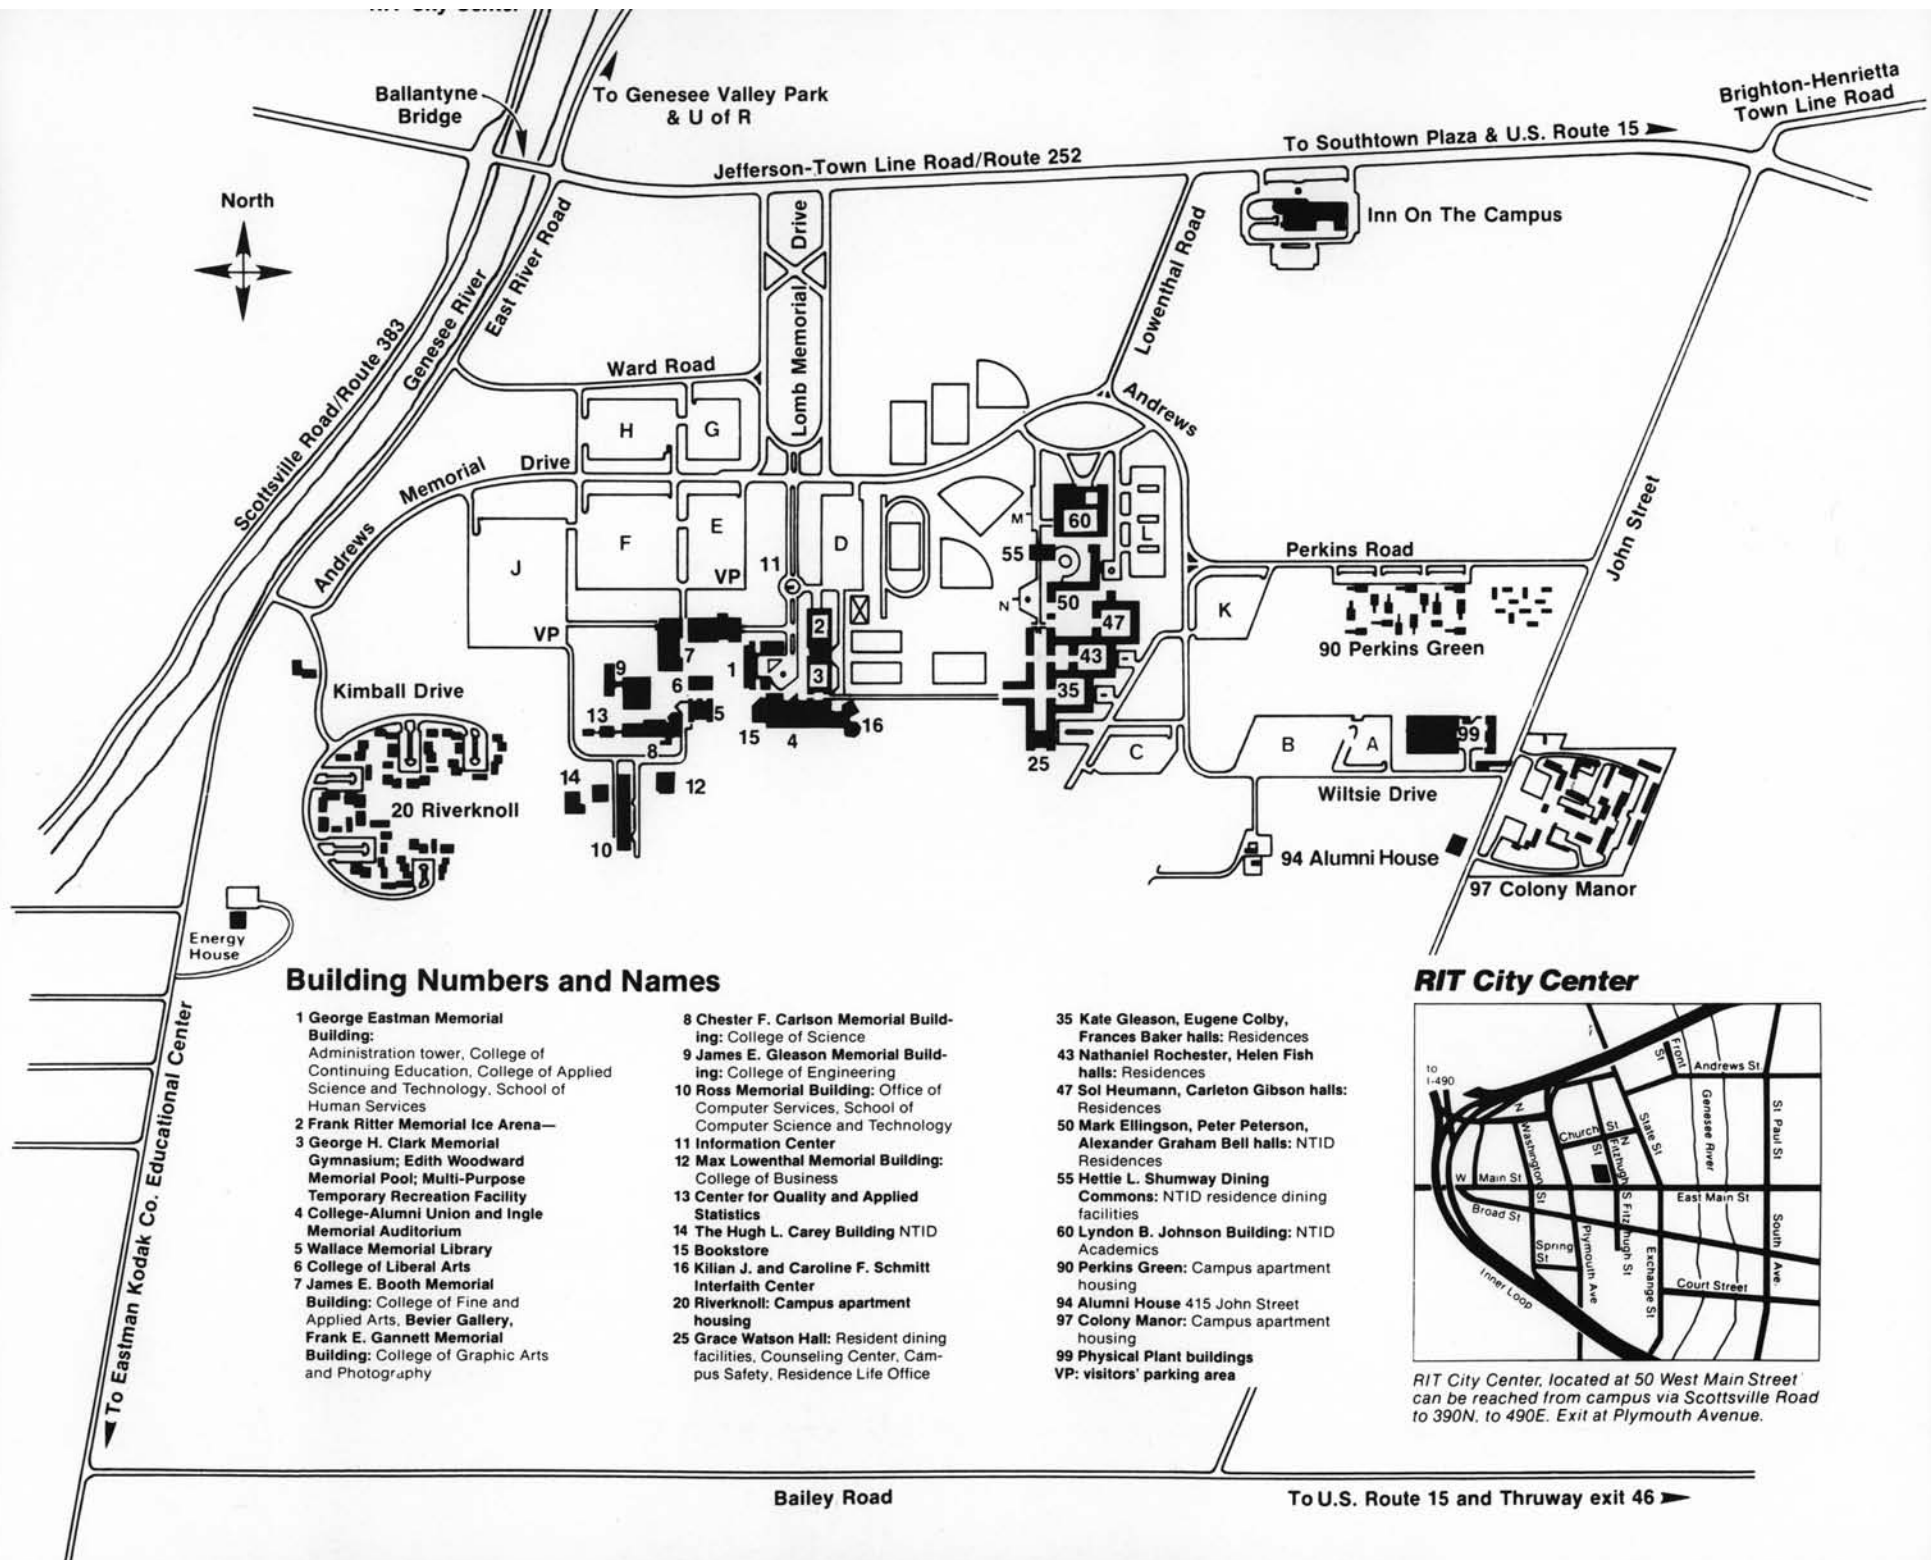 RIT City Center
Ballantyne
Bridge
To Genesee Valley Park
& U of R
Brighton-Henrietta
Town Line Road
To Southtown Plaza & U.S. Route 15
Jefferson-Town Line Road/Route 252
North
Inn On The Campus
Lomb Memorial Drive
Lowenthal Road
East River Road
Genesee River
Scottsville Road/Route 383
Ward Road
Andrews
H
G
Andrews Memorial Drive
John Street
J
F
E
D
VP
VP
11
M
60
L
55
Perkins Road
N
50
K
47
2
7
9
1
3
43
90 Perkins Green
6
35
Kimball Drive
13
5
8
15
4
16
25
C
B
A
99
14
12
20 Riverknoll
Wiltsie Drive
10
94 Alumni House
97 Colony Manor
Energy
House
To Eastman Kodak Co. Educational Center
Building Numbers and Names
1 George Eastman Memorial
Building:
Administration tower, College of
Continuing Education, College of Applied
Science and Technology, School of
Human Services
2 Frank Ritter Memorial Ice Arena—
3 George H. Clark Memorial
Gymnasium; Edith Woodward
Memorial Pool; Multi-Purpose
Temporary Recreation Facility
4 College-Alumni Union and Ingle
Memorial Auditorium
5 Wallace Memorial Library
6 College of Liberal Arts
7 James E. Booth Memorial
Building: College of Fine and
Applied Arts, Bevier Gallery,
Frank E. Gannett Memorial
Building: College of Graphic Arts
and Photography
8 Chester F. Carlson Memorial Build-
ing: College of Science
9 James E. Gleason Memorial Build-
ing: College of Engineering
10 Ross Memorial Building: Office of
Computer Services, School of
Computer Science and Technology
11 Information Center
12 Max Lowenthal Memorial Building:
College of Business
13 Center for Quality and Applied
Statistics
14 The Hugh L. Carey Building NTID
15 Bookstore
16 Kilian J. and Caroline F. Schmitt
Interfaith Center
20 Riverknoll: Campus apartment
housing
25 Grace Watson Hall: Resident dining
facilities, Counseling Center, Cam-
pus Safety, Residence Life Office
35 Kate Gleason, Eugene Colby,
Frances Baker halls: Residences
43 Nathaniel Rochester, Helen Fish
halls: Residences
47 Sol Heumann, Carleton Gibson halls:
Residences
50 Mark Ellingson, Peter Peterson,
Alexander Graham Bell halls: NTID
Residences
55 Hettie L. Shumway Dining
Commons: NTID residence dining
facilities
60 Lyndon B. Johnson Building: NTID
Academics
90 Perkins Green: Campus apartment
housing
94 Alumni House 415 John Street
97 Colony Manor: Campus apartment
housing
99 Physical Plant buildings
VP: visitors' parking area
RIT City Center
to
I-490
Front St
Andrews St.
Genesee River
St Paul St
N Washington St
Church St
N Fitzhugh St
State St
W Main St
East Main St
Broad St
S Fitzhugh St
South Ave.
Spring
St
Plymouth Ave
Exchange St
Court Street
Inner Loop
RIT City Center, located at 50 West Main Street
can be reached from campus via Scottsville Road
to 390N, to 490E. Exit at Plymouth Avenue.
Bailey Road
To U.S. Route 15 and Thruway exit 46